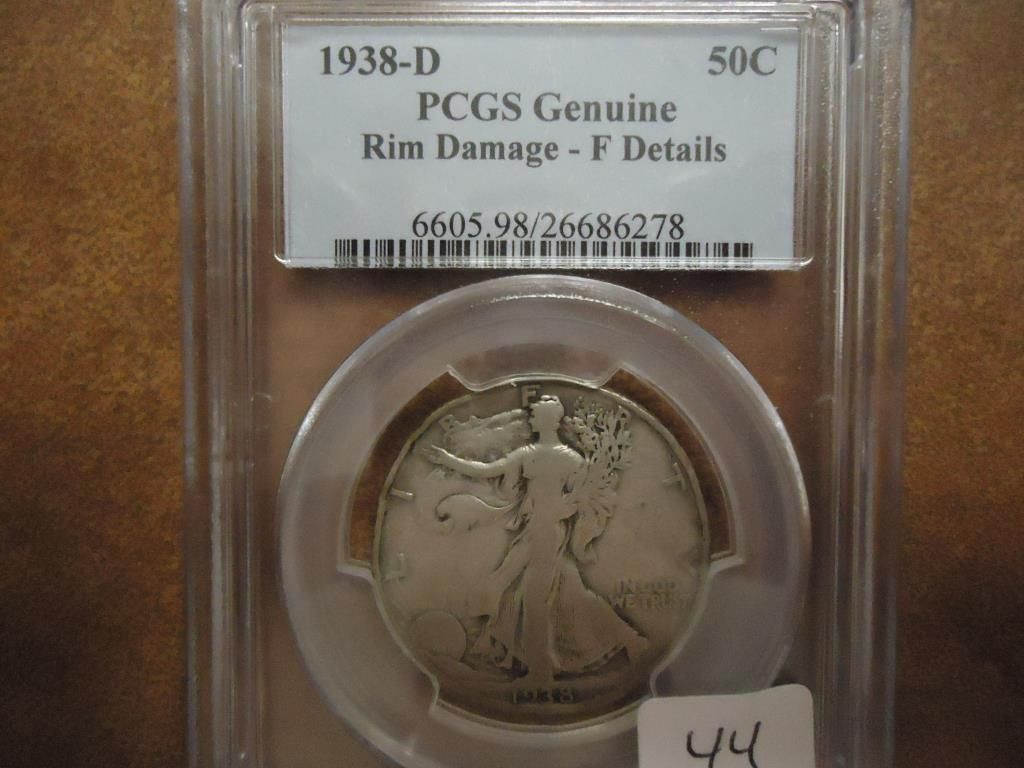 1938-D 50C
PCGS Genuine
Rim Damage - F Details
6605.98/26686278
LIBERTY
IN GOD
WE TRUST
1938
44